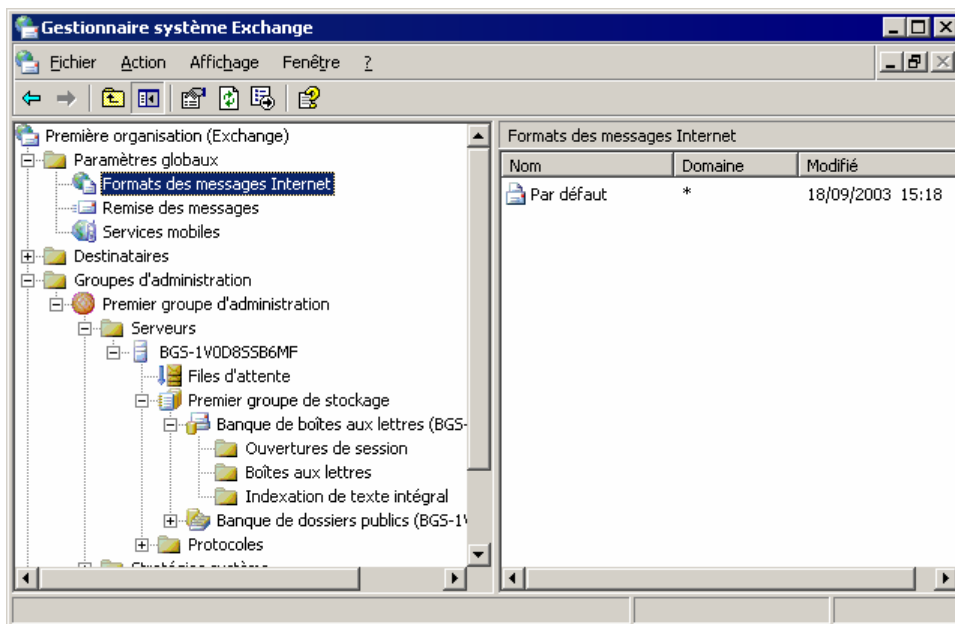 Gestionnaire système Exchange
Fichier Action Affichage Fenêtre ?
Première organisation (Exchange)
Paramètres globaux
Formats des messages Internet
Remise des messages
Services mobiles
Destinataires
Groupes d'administration
Premier groupe d'administration
Serveurs
BGS-1V0D8SSB6MF
Files d'attente
Premier groupe de stockage
Banque de boîtes aux lettres (BGS-
Ouvertures de session
Boîtes aux lettres
Indexation de texte intégral
Banque de dossiers publics (BGS-1
Protocoles
Stratégies système
Formats des messages Internet
Nom Domaine Modifié
Par défaut * 18/09/2003 15:18